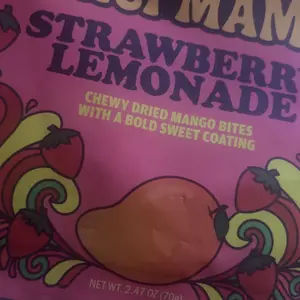 STRAWBERR
LEMONADE
CHEWY DRIED MANGO BITES
WITH A BOLD SWEET COATING
NET WT. 2.47 OZ (70g)